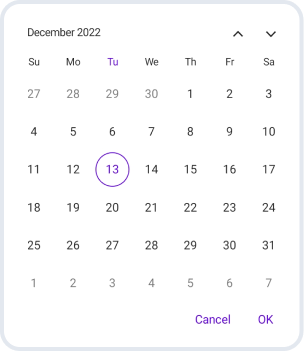 December 2022
Su Mo Tu We Th Fr Sa
27 28 29 30 1 2 3
4 5 6 7 8 9 10
11 12 13 14 15 16 17
18 19 20 21 22 23 24
25 26 27 28 29 30 31
1 2 3 4 5 6 7
Cancel OK